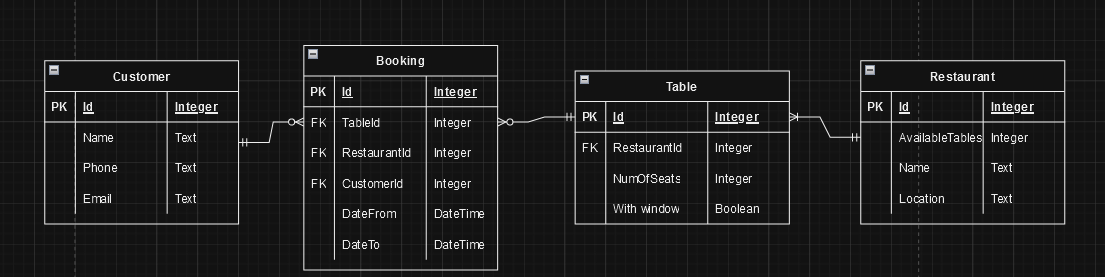 Customer
PK Id Integer
Name Text
Phone Text
Email Text
Booking
PK Id Integer
FK TableId Integer
FK RestaurantId Integer
FK CustomerId Integer
DateFrom DateTime
DateTo DateTime
Table
PK Id Integer
FK RestaurantId Integer
NumOfSeats Integer
With window Boolean
Restaurant
PK Id Integer
AvailableTables Integer
Name Text
Location Text